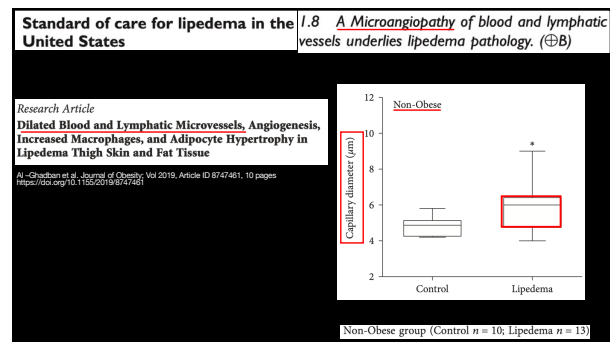 Standard of care for lipedema in the
United States
1.8 A Microangiopathy of blood and lymphatic
vessels underlies lipedema pathology. (⊕B)
Research Article
Dilated Blood and Lymphatic Microvessels, Angiogenesis,
Increased Macrophages, and Adipocyte Hypertrophy in
Lipedema Thigh Skin and Fat Tissue
Al –Ghadban et al. Journal of Obesity; Vol 2019, Article ID 8747461, 10 pages
https://doi.org/10.1155/2019/8747461
Non-Obese
Capillary diameter (μm)
12
10
8
6
4
2
*
Control
Lipedema
Non-Obese group (Control n = 10; Lipedema n = 13)